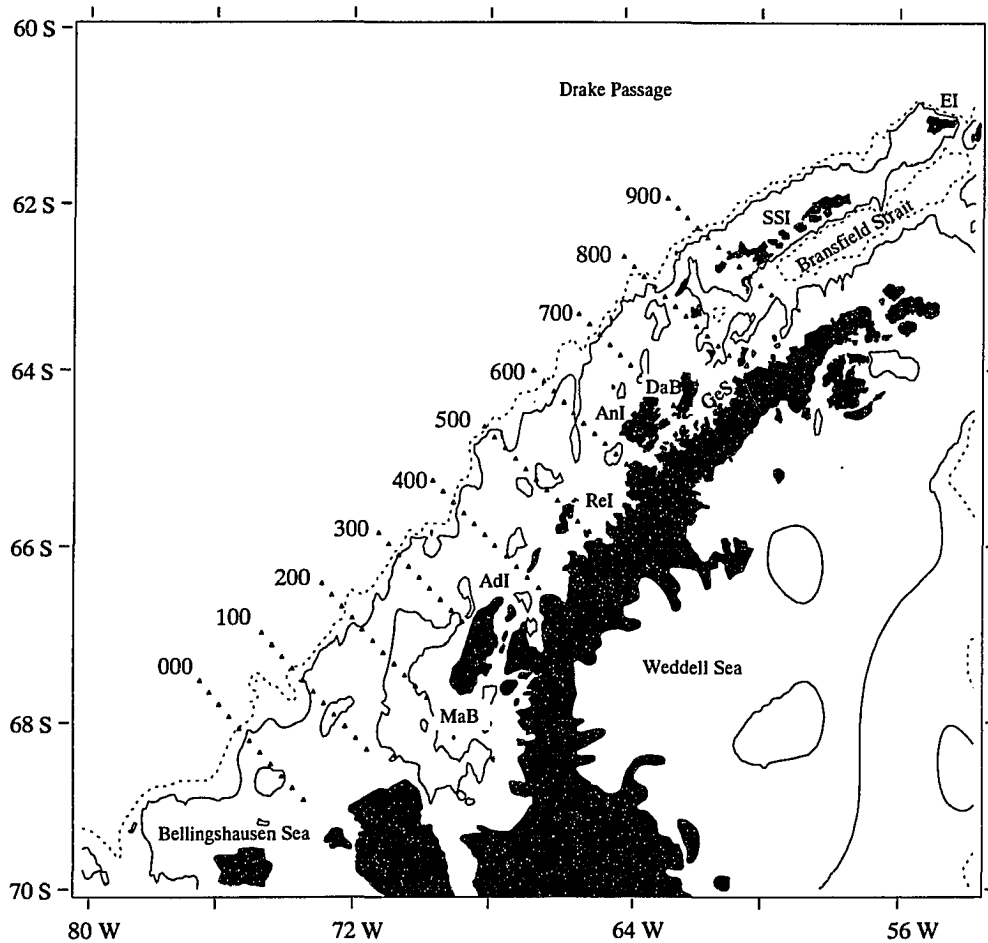 60 S
Drake Passage
EI
900
62 S
SSI
Bransfield Strait
800
700
64 S
600
DaB
GeS
AnI
500
400
ReI
300
66 S
200
AdI
100
000
Weddell Sea
MaB
68 S
Bellingshausen Sea
70 S
80 W
72 W
64 W
56 W